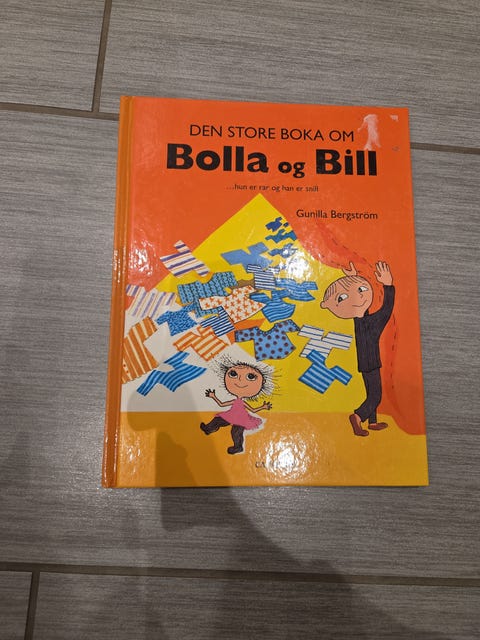 DEN STORE BOKA OM
Bolla og Bill
...hun er rar og han er snill
Gunilla Bergström